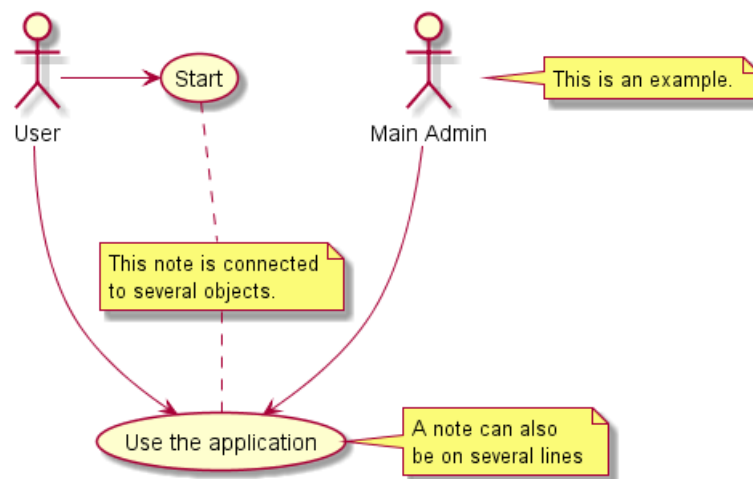 Start
This is an example.
User
Main Admin
This note is connected
to several objects.
Use the application
A note can also
be on several lines